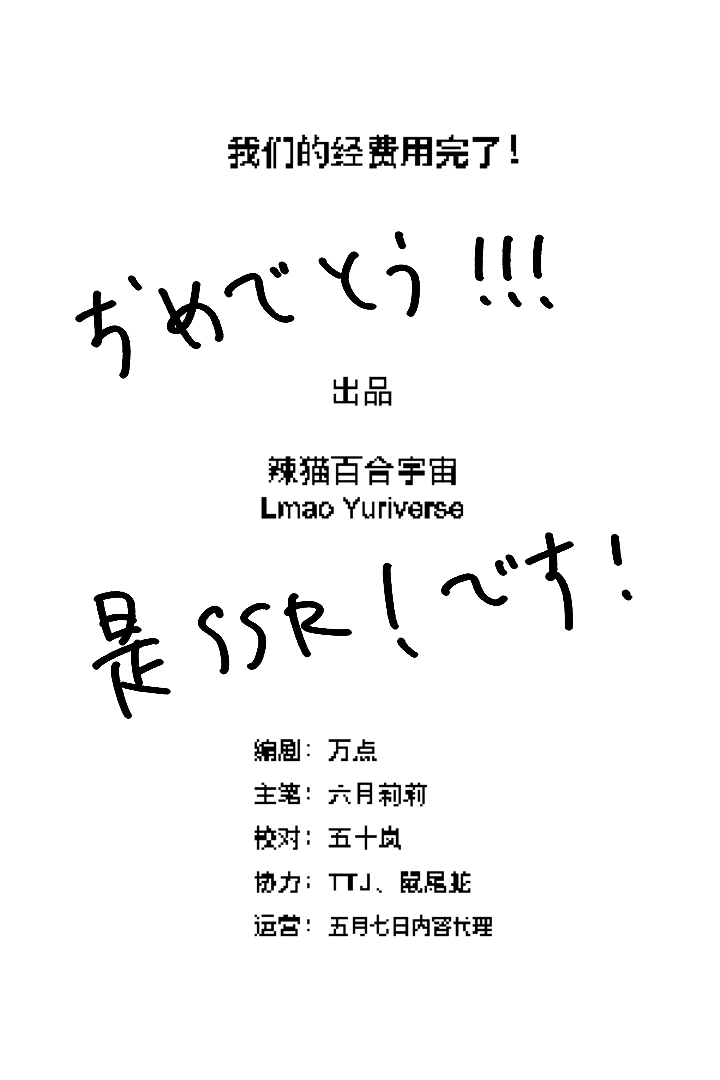 我们的经费用完了！
おめでとう!!!
出品
辣猫百合宇宙
Lmao Yuriverse
是SSR！です！
编剧：万点
主笔：六月莉莉
校对：五十岚
协力：TTJ、鼠尾蛇
运营：五月七日内容代理